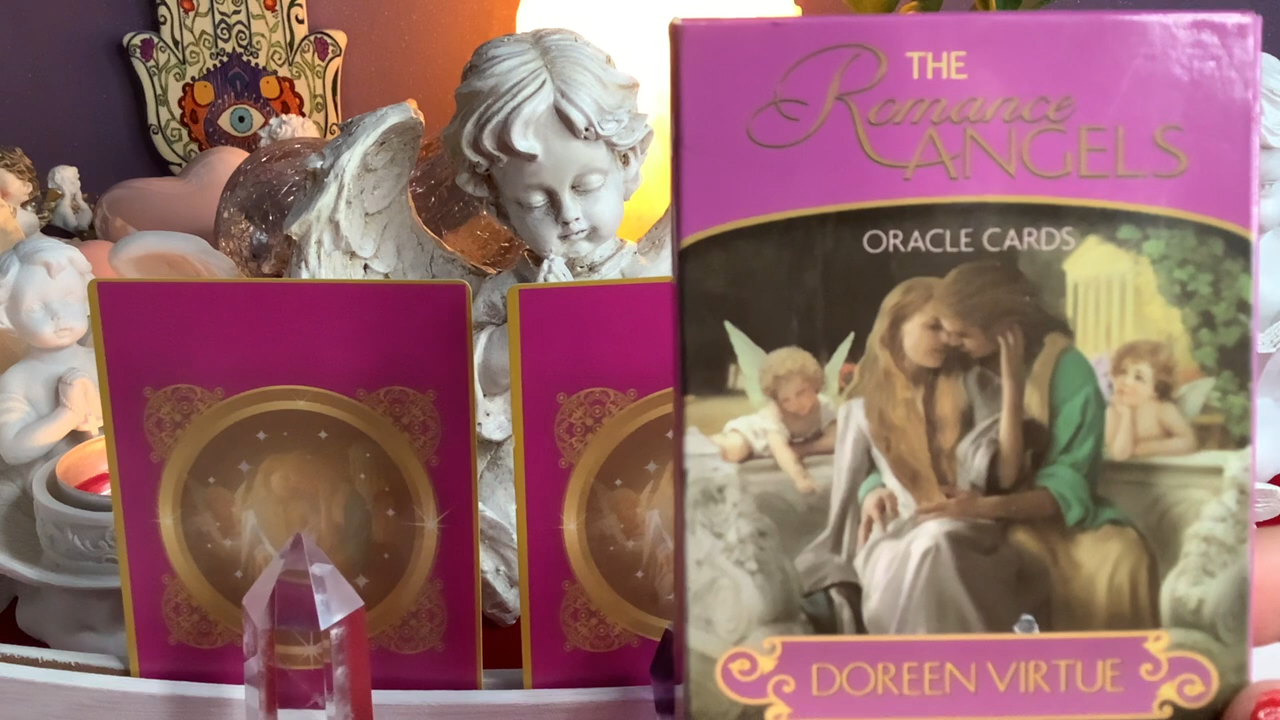 THE
Romance
ANGELS
ORACLE CARDS
DOREEN VIRTUE